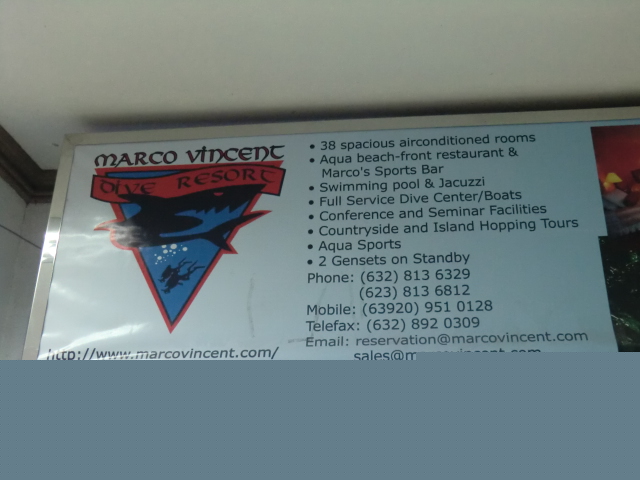 MARCO VINCENT
DIVE RESORT
http://www.marcovincent.com/
• 38 spacious airconditioned rooms
• Aqua beach-front restaurant &
Marco's Sports Bar
• Swimming pool & Jacuzzi
• Full Service Dive Center/Boats
• Conference and Seminar Facilities
• Countryside and Island Hopping Tours
• Aqua Sports
• 2 Gensets on Standby
Phone: (632) 813 6329
(623) 813 6812
Mobile: (63920) 951 0128
Telefax: (632) 892 0309
Email: reservation@marcovincent.com